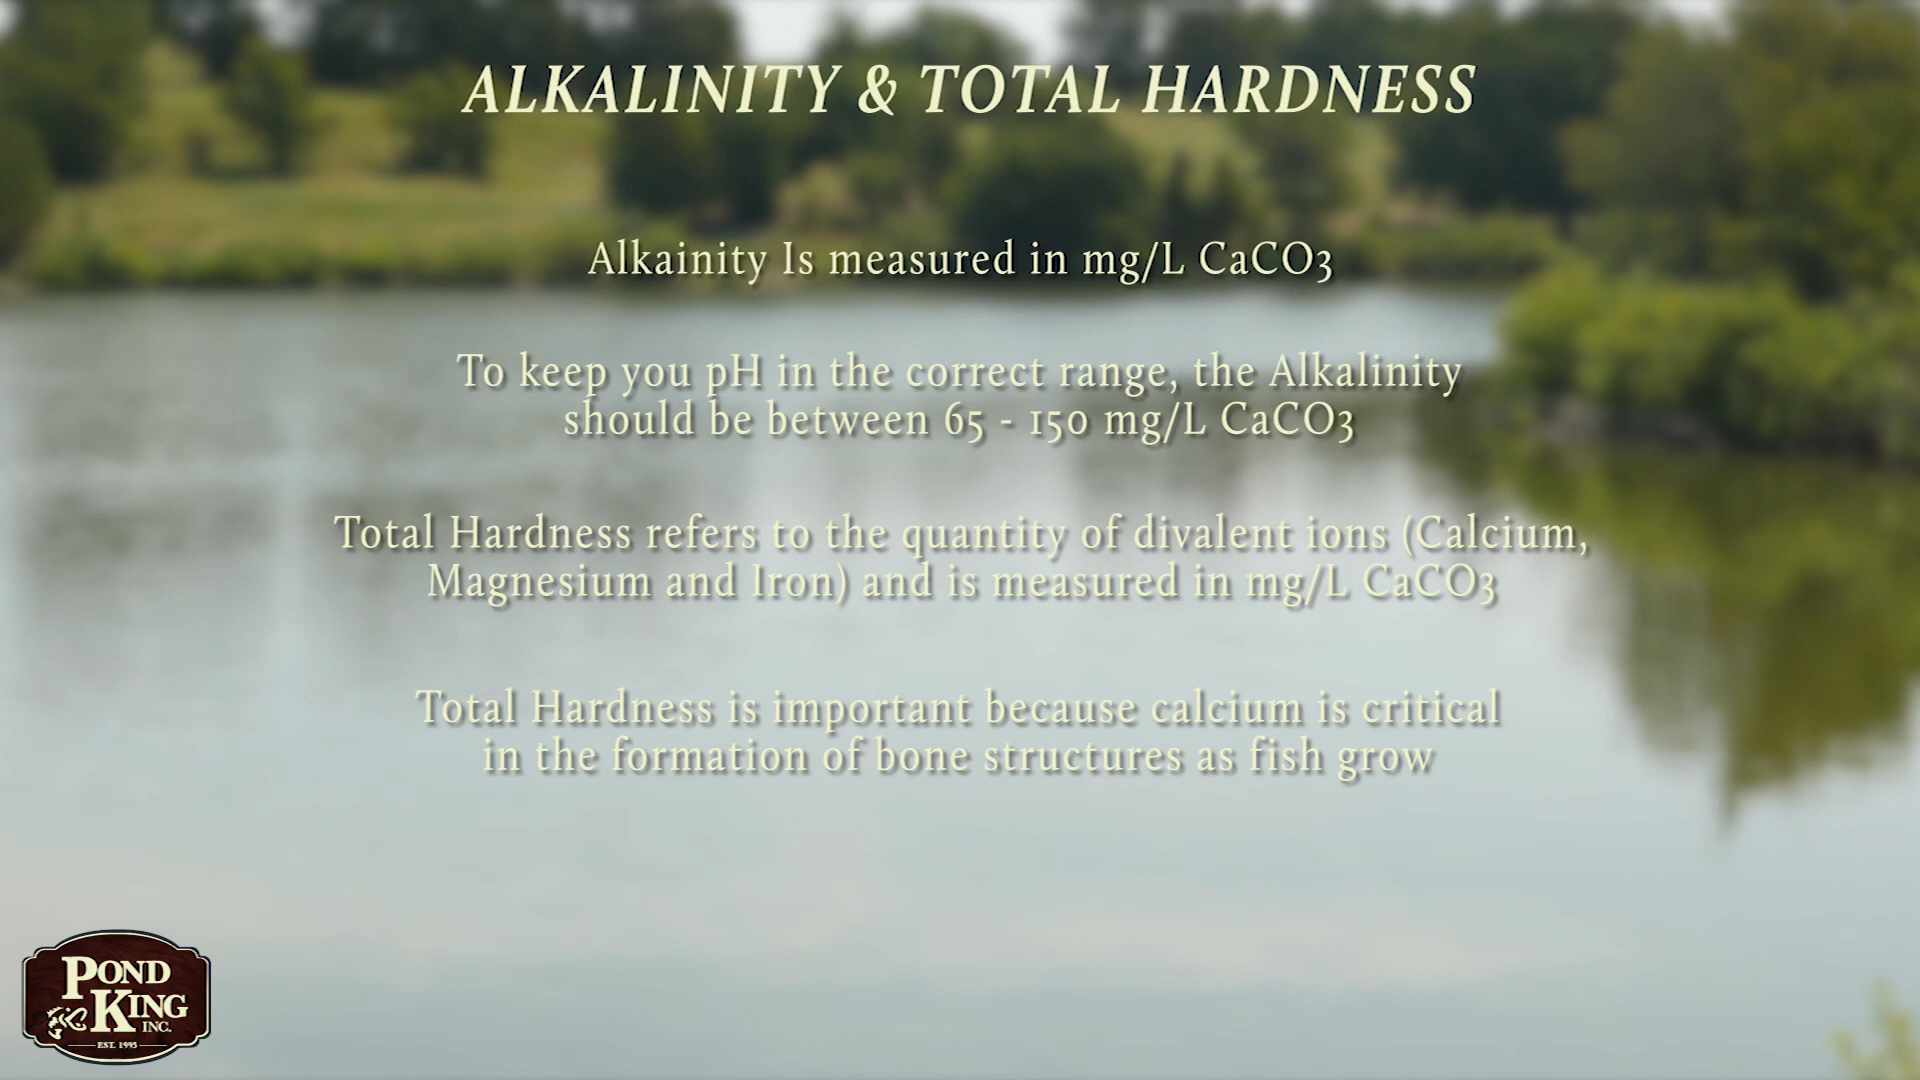 ALKALINITY & TOTAL HARDNESS
Alkainity Is measured in mg/L CaCO3
To keep you pH in the correct range, the Alkalinity
should be between 65 - 150 mg/L CaCO3
Total Hardness refers to the quantity of divalent ions (Calcium,
Magnesium and Iron) and is measured in mg/L CaCO3
Total Hardness is important because calcium is critical
in the formation of bone structures as fish grow
POND
KING
INC.
EST. 1995